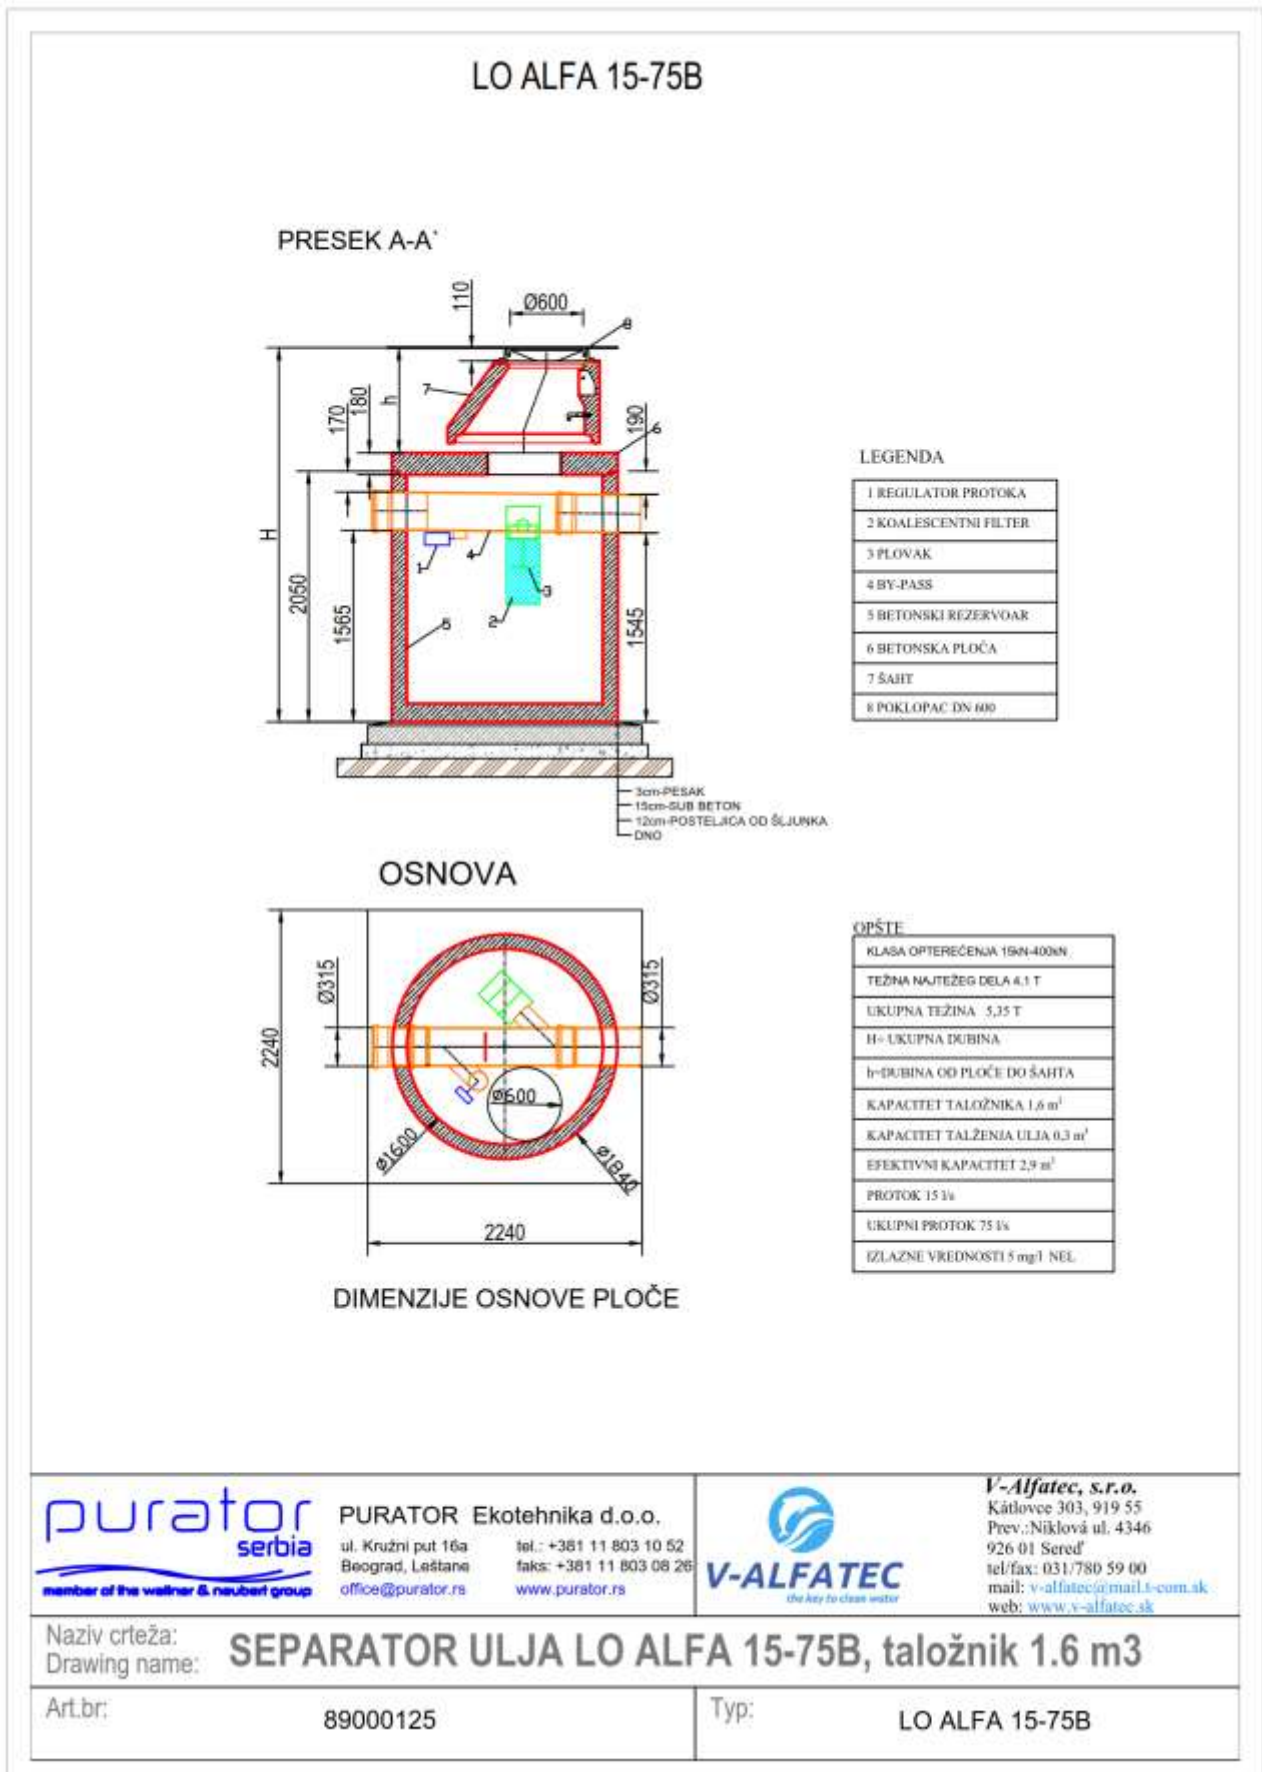 LO ALFA 15-75B
PRESEK A-A'
110
Ø600
8
7
h
180
170
190
6
H
2050
1565
1545
1
4
3
2
5
3cm-PESAK
15cm-SUB BETON
12cm-POSTELJICA OD ŠLJUNKA
DNO
LEGENDA
1 REGULATOR PROTOKA
2 KOALESCENTNI FILTER
3 PLOVAK
4 BY-PASS
5 BETONSKI REZERVOAR
6 BETONSKA PLOČA
7 ŠAHT
8 POKLOPAC DN 600
OSNOVA
Ø315
Ø315
2240
Ø600
Ø1600
Ø1840
2240
DIMENZIJE OSNOVE PLOČE
OPŠTE
KLASA OPTEREĆENJA 15kN-400kN
TEŽINA NAJTEŽEG DELA 4.1 T
UKUPNA TEŽINA 5,35 T
H= UKUPNA DUBINA
h=DUBINA OD PLOČE DO ŠAHTA
KAPACITET TALOŽNIKA 1,6 m³
KAPACITET TALŽENJA ULJA 0,3 m³
EFEKTIVNI KAPACITET 2,9 m³
PROTOK 15 l/s
UKUPNI PROTOK 75 l/s
IZLAZNE VREDNOSTI 5 mg/l NEL
purator
serbia
member of the wallner & neubert group
PURATOR Ekotehnika d.o.o.
ul. Kružni put 16a tel.: +381 11 803 10 52
Beograd, Leštane faks: +381 11 803 08 26
office@purator.rs www.purator.rs
V-ALFATEC
the key to clean water
V-Alfatec, s.r.o.
Kátlovce 303, 919 55
Prev.:Niklová ul. 4346
926 01 Sereď
tel/fax: 031/780 59 00
mail: v-alfatec@mail.t-com.sk
web: www.v-alfatec.sk
Naziv crteža:
Drawing name:
SEPARATOR ULJA LO ALFA 15-75B, taložnik 1.6 m3
Art.br:
89000125
Typ:
LO ALFA 15-75B